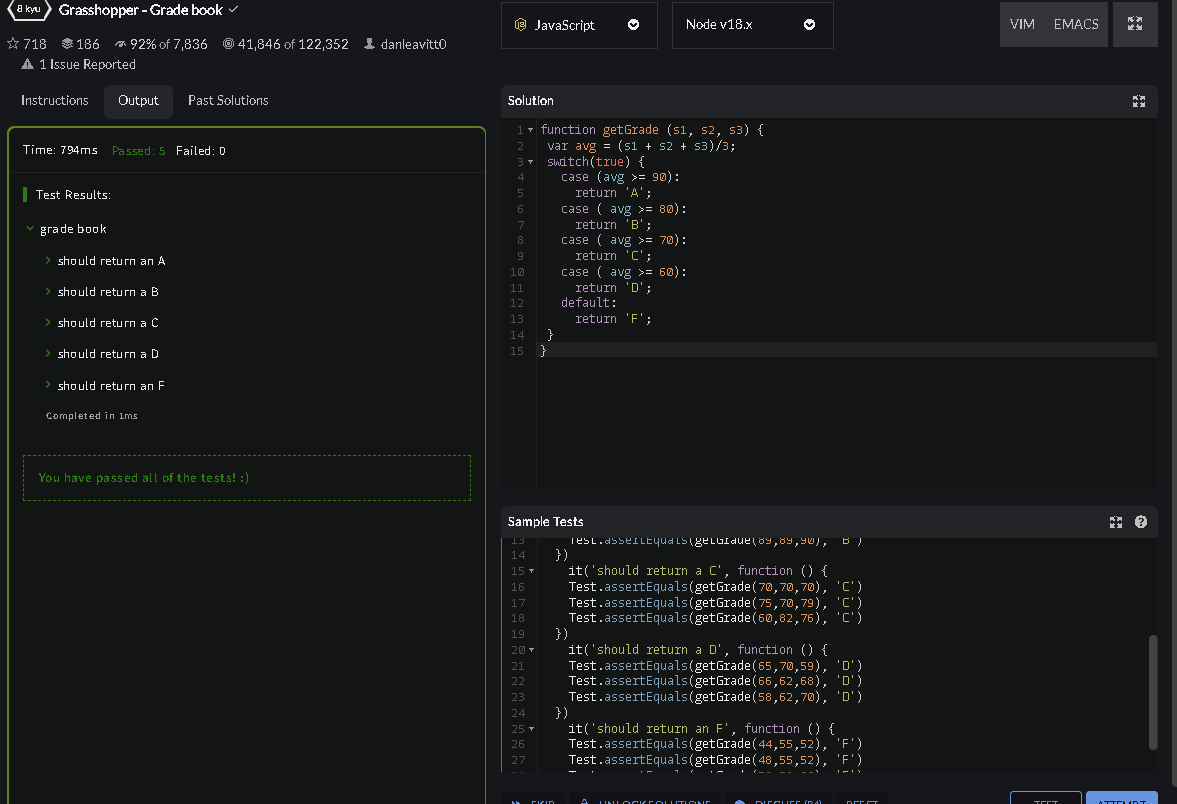 8 kyu Grasshopper - Grade book
718 186 92% of 7,836 41,846 of 122,352 danleavitt0
1 Issue Reported
Instructions Output Past Solutions
Time: 794ms Passed: 5 Failed: 0
Test Results:
grade book
should return an A
should return a B
should return a C
should return a D
should return an F
Completed in 1ms
You have passed all of the tests! :)
JavaScript Node v18.x VIM EMACS
Solution
1 function getGrade (s1, s2, s3) {
2 var avg = (s1 + s2 + s3)/3;
3 switch(true) {
4 case (avg >= 90):
5 return 'A';
6 case ( avg >= 80):
7 return 'B';
8 case ( avg >= 70):
9 return 'C';
10 case ( avg >= 60):
11 return 'D';
12 default:
13 return 'F';
14 }
15 }
Sample Tests
13 Test.assertEquals(getGrade(89,89,90), 'B')
14 })
15 it('should return a C', function () {
16 Test.assertEquals(getGrade(70,70,70), 'C')
17 Test.assertEquals(getGrade(75,70,79), 'C')
18 Test.assertEquals(getGrade(60,82,76), 'C')
19 })
20 it('should return a D', function () {
21 Test.assertEquals(getGrade(65,70,59), 'D')
22 Test.assertEquals(getGrade(66,62,68), 'D')
23 Test.assertEquals(getGrade(58,62,70), 'D')
24 })
25 it('should return an F', function () {
26 Test.assertEquals(getGrade(44,55,52), 'F')
27 Test.assertEquals(getGrade(48,55,52), 'F')
SKIP UNLOCK SOLUTIONS DISCUSS RESET TEST ATTEMPT